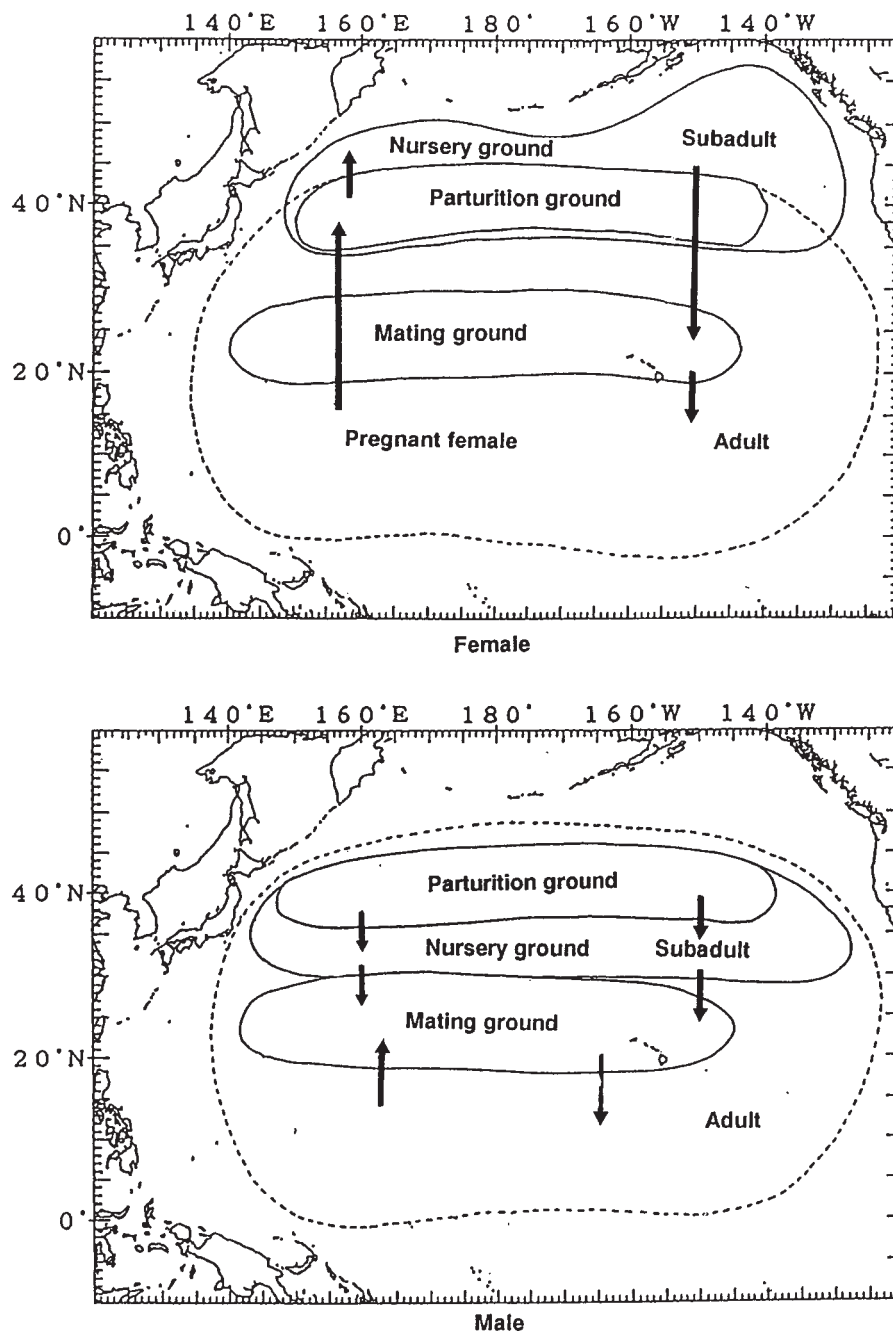 140°E 160°E 180° 160°W 140°W
Nursery ground Subadult
40°N
Parturition ground
Mating ground
20°N
Pregnant female Adult
0°
Female
140°E 160°E 180° 160°W 140°W
Parturition ground
40°N
Nursery ground Subadult
Mating ground
20°N
Adult
0°
Male